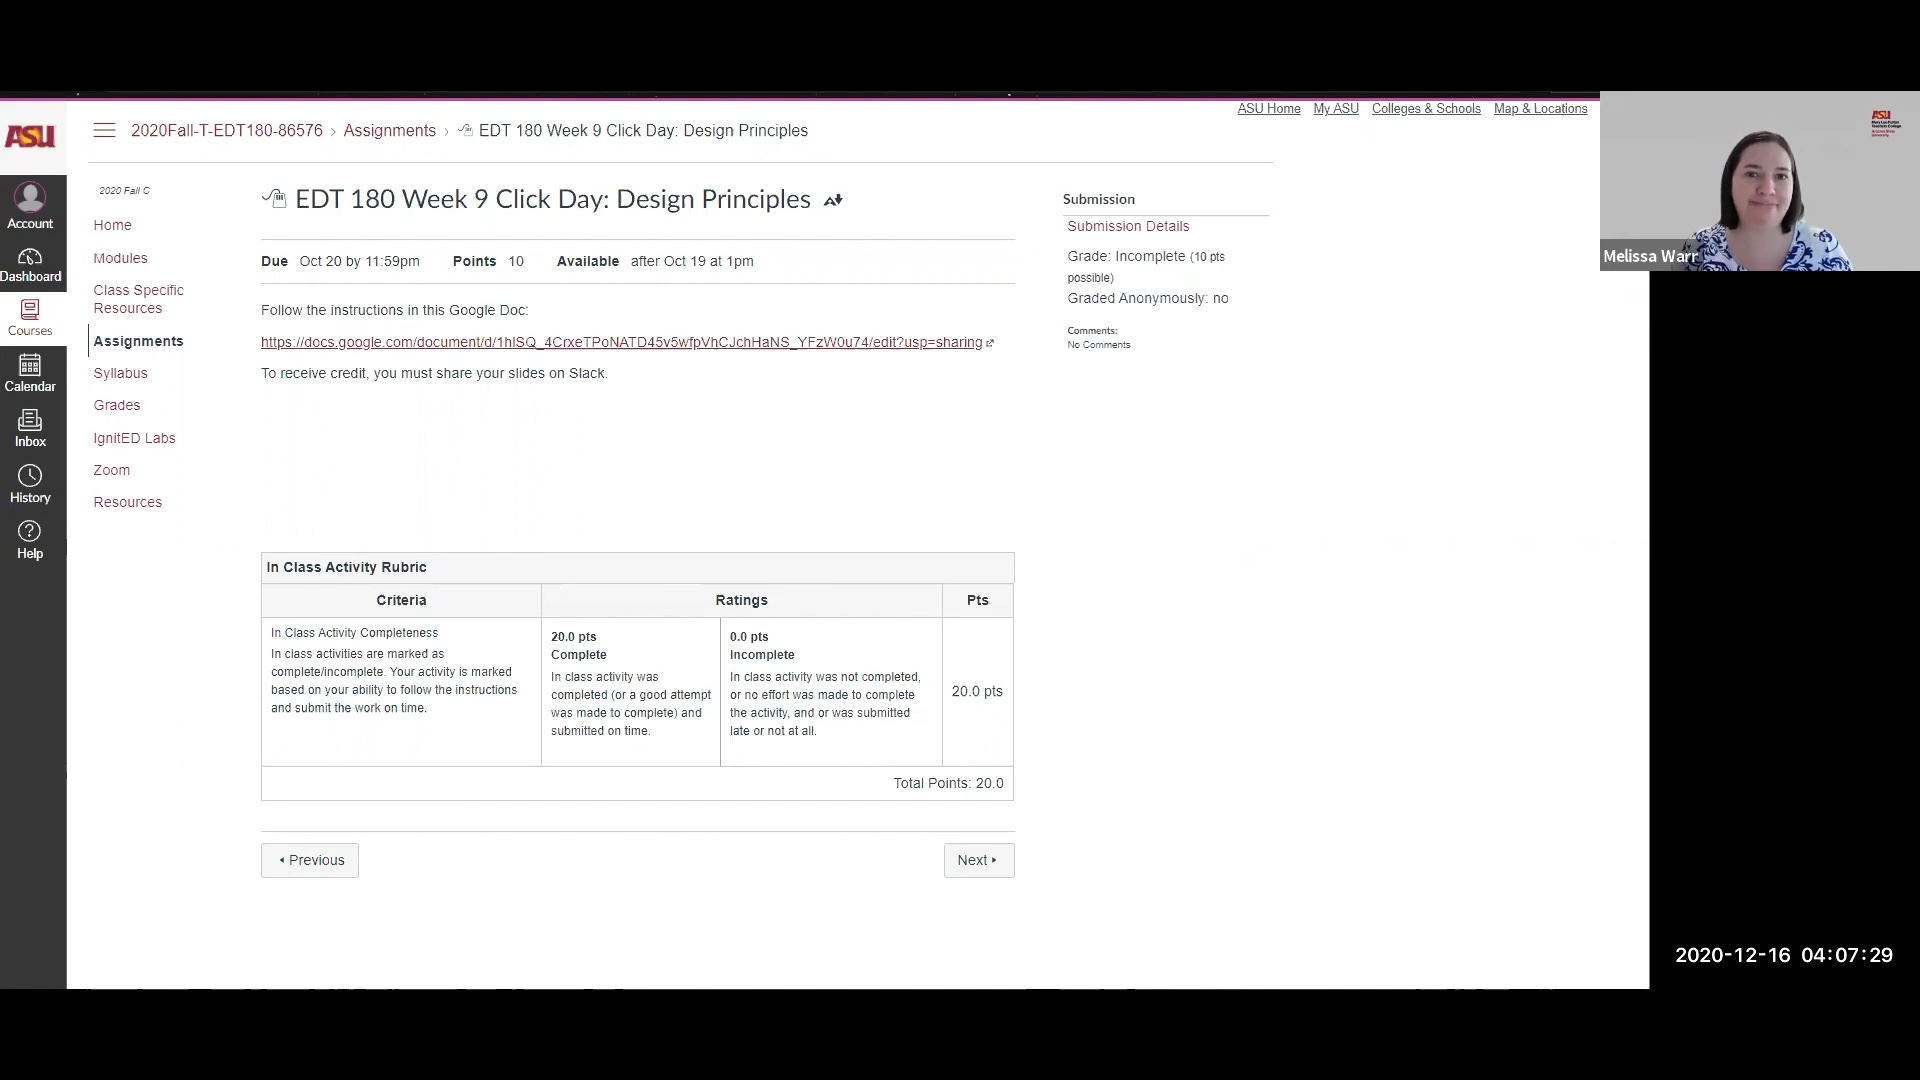 ASU Home My ASU Colleges & Schools Map & Locations
ASU
2020Fall-T-EDT180-86576 › Assignments › EDT 180 Week 9 Click Day: Design Principles
2020 Fall C
Account
Dashboard
Courses
Calendar
Inbox
History
Help
Home
Modules
Class Specific
Resources
Assignments
Syllabus
Grades
IgnitED Labs
Zoom
Resources
EDT 180 Week 9 Click Day: Design Principles
Due Oct 20 by 11:59pm Points 10 Available after Oct 19 at 1pm
Follow the instructions in this Google Doc:
https://docs.google.com/document/d/1hlSQ_4CrxeTPoNATD45v5wfpVhCJchHaNS_YFzW0u74/edit?usp=sharing
To receive credit, you must share your slides on Slack.
In Class Activity Rubric
Criteria Ratings Pts
In Class Activity Completeness
In class activities are marked as
complete/incomplete. Your activity is marked
based on your ability to follow the instructions
and submit the work on time.
20.0 pts
Complete
In class activity was
completed (or a good attempt
was made to complete) and
submitted on time.
0.0 pts
Incomplete
In class activity was not completed,
or no effort was made to complete
the activity, and or was submitted
late or not at all.
20.0 pts
Total Points: 20.0
Previous
Next
Submission
Submission Details
Grade: Incomplete (10 pts
possible)
Graded Anonymously: no
Comments:
No Comments
ASU
Melissa Warr
2020-12-16 04:07:29